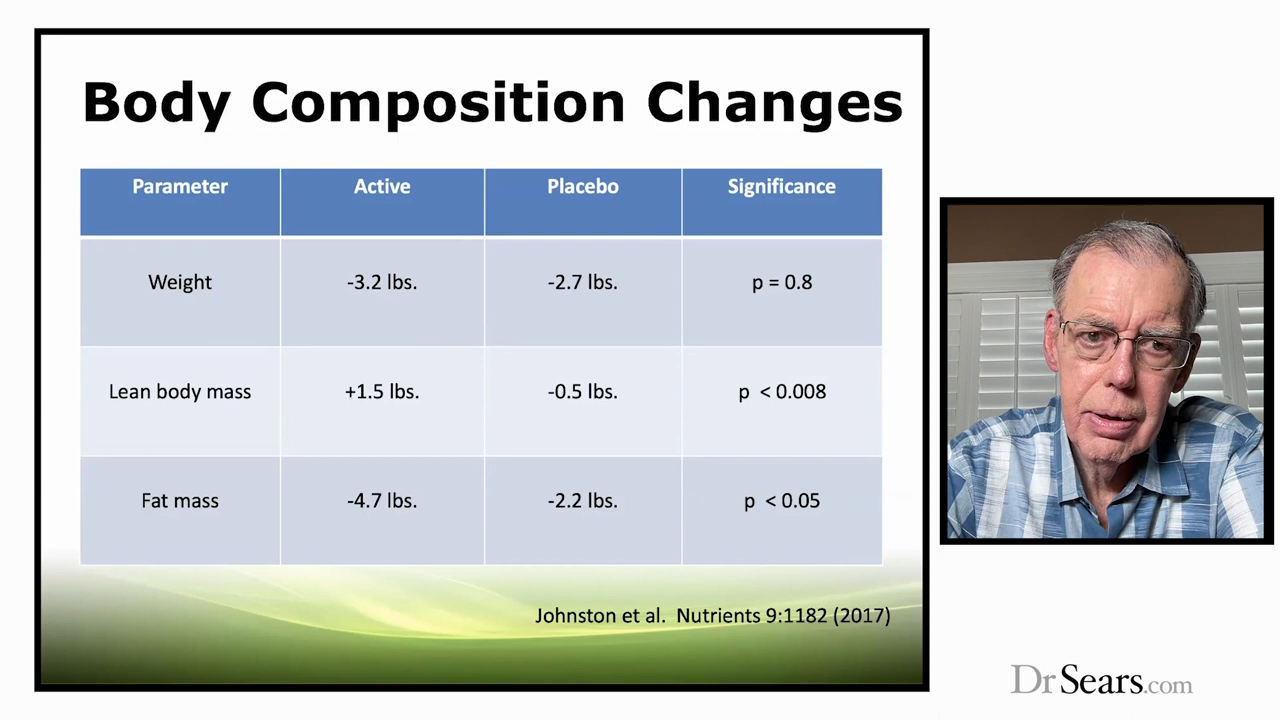 Body Composition Changes
Parameter Active Placebo Significance
Weight -3.2 lbs. -2.7 lbs. p = 0.8
Lean body mass +1.5 lbs. -0.5 lbs. p < 0.008
Fat mass -4.7 lbs. -2.2 lbs. p < 0.05
Johnston et al. Nutrients 9:1182 (2017)
DrSears.com